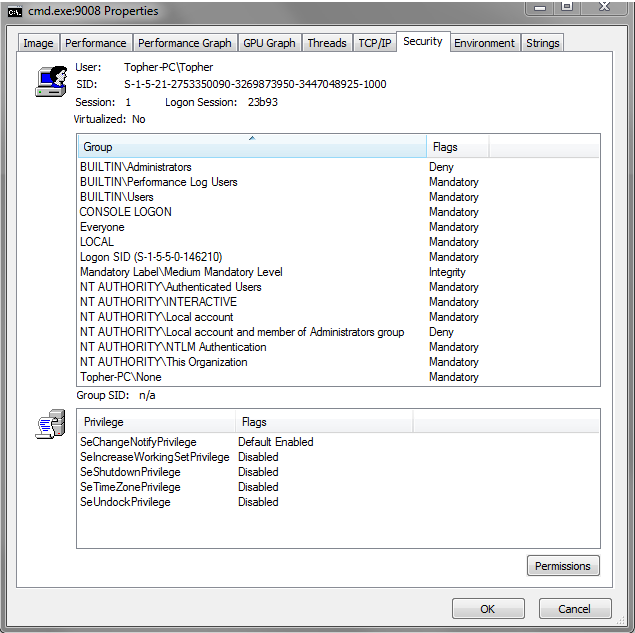 cmd.exe:9008 Properties
Image Performance Performance Graph GPU Graph Threads TCP/IP Security Environment Strings
User: Topher-PC\Topher
SID: S-1-5-21-2753350090-3269873950-3447048925-1000
Session: 1 Logon Session: 23b93
Virtualized: No
Group Flags
BUILTIN\Administrators Deny
BUILTIN\Performance Log Users Mandatory
BUILTIN\Users Mandatory
CONSOLE LOGON Mandatory
Everyone Mandatory
LOCAL Mandatory
Logon SID (S-1-5-5-0-146210) Mandatory
Mandatory Label\Medium Mandatory Level Integrity
NT AUTHORITY\Authenticated Users Mandatory
NT AUTHORITY\INTERACTIVE Mandatory
NT AUTHORITY\Local account Mandatory
NT AUTHORITY\Local account and member of Administrators group Deny
NT AUTHORITY\NTLM Authentication Mandatory
NT AUTHORITY\This Organization Mandatory
Topher-PC\None Mandatory
Group SID: n/a
Privilege Flags
SeChangeNotifyPrivilege Default Enabled
SeIncreaseWorkingSetPrivilege Disabled
SeShutdownPrivilege Disabled
SeTimeZonePrivilege Disabled
SeUndockPrivilege Disabled
Permissions
OK Cancel